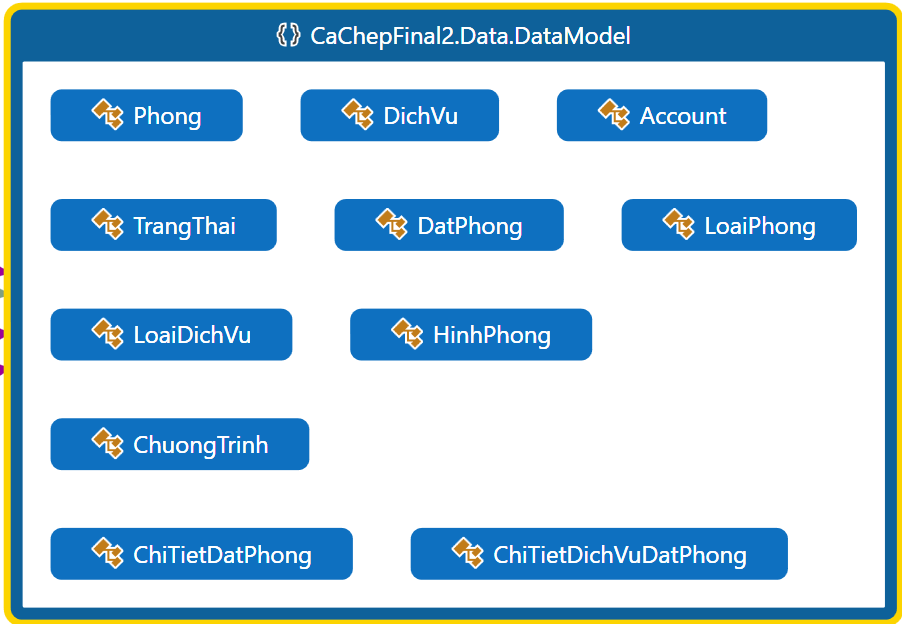 CaChepFinal2.Data.DataModel
Phong DichVu Account
TrangThai DatPhong LoaiPhong
LoaiDichVu HinhPhong
ChuongTrinh
ChiTietDatPhong ChiTietDichVuDatPhong